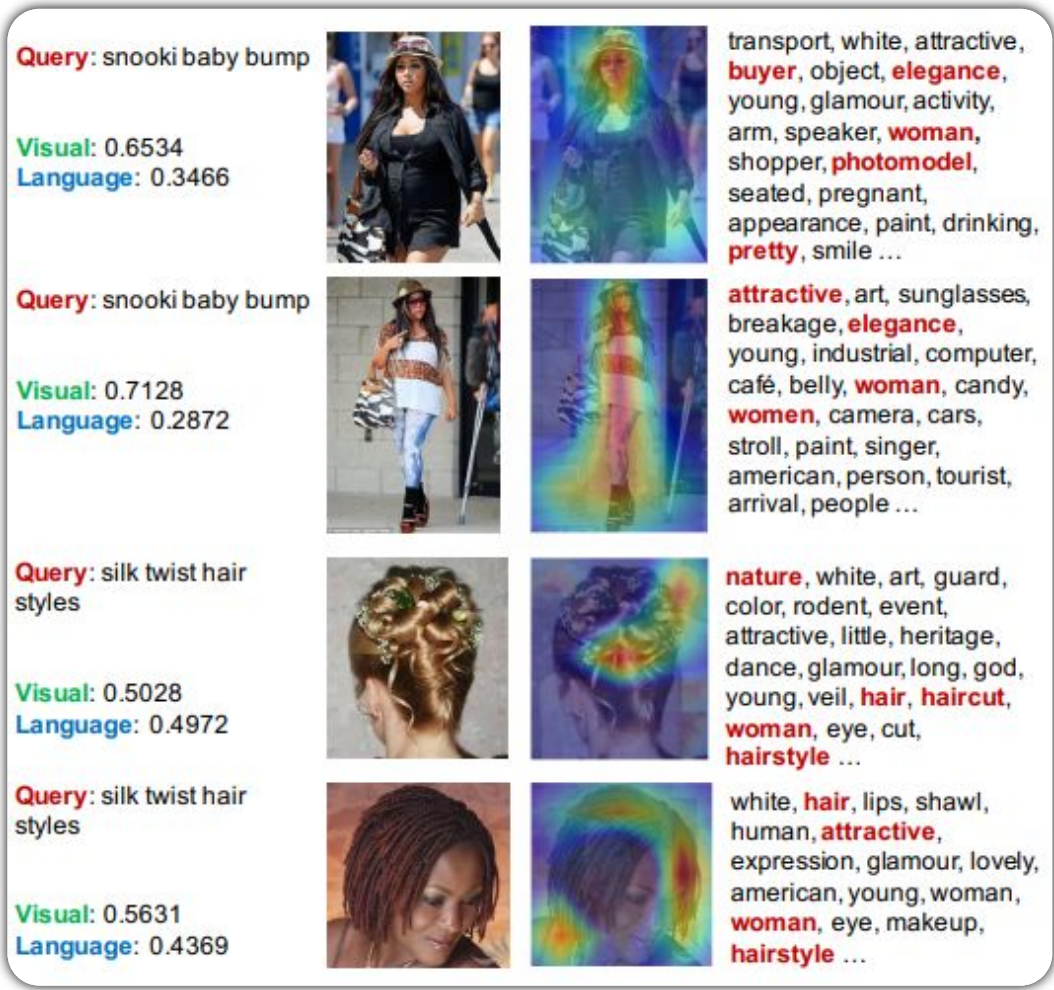 Query: snooki baby bump
Visual: 0.6534
Language: 0.3466
transport, white, attractive,
buyer, object, elegance,
young, glamour, activity,
arm, speaker, woman,
shopper, photomodel,
seated, pregnant,
appearance, paint, drinking,
pretty, smile …
Query: snooki baby bump
Visual: 0.7128
Language: 0.2872
attractive, art, sunglasses,
breakage, elegance,
young, industrial, computer,
café, belly, woman, candy,
women, camera, cars,
stroll, paint, singer,
american, person, tourist,
arrival, people …
Query: silk twist hair
styles
Visual: 0.5028
Language: 0.4972
nature, white, art, guard,
color, rodent, event,
attractive, little, heritage,
dance, glamour, long, god,
young, veil, hair, haircut,
woman, eye, cut,
hairstyle …
Query: silk twist hair
styles
Visual: 0.5631
Language: 0.4369
white, hair, lips, shawl,
human, attractive,
expression, glamour, lovely,
american, young, woman,
woman, eye, makeup,
hairstyle …